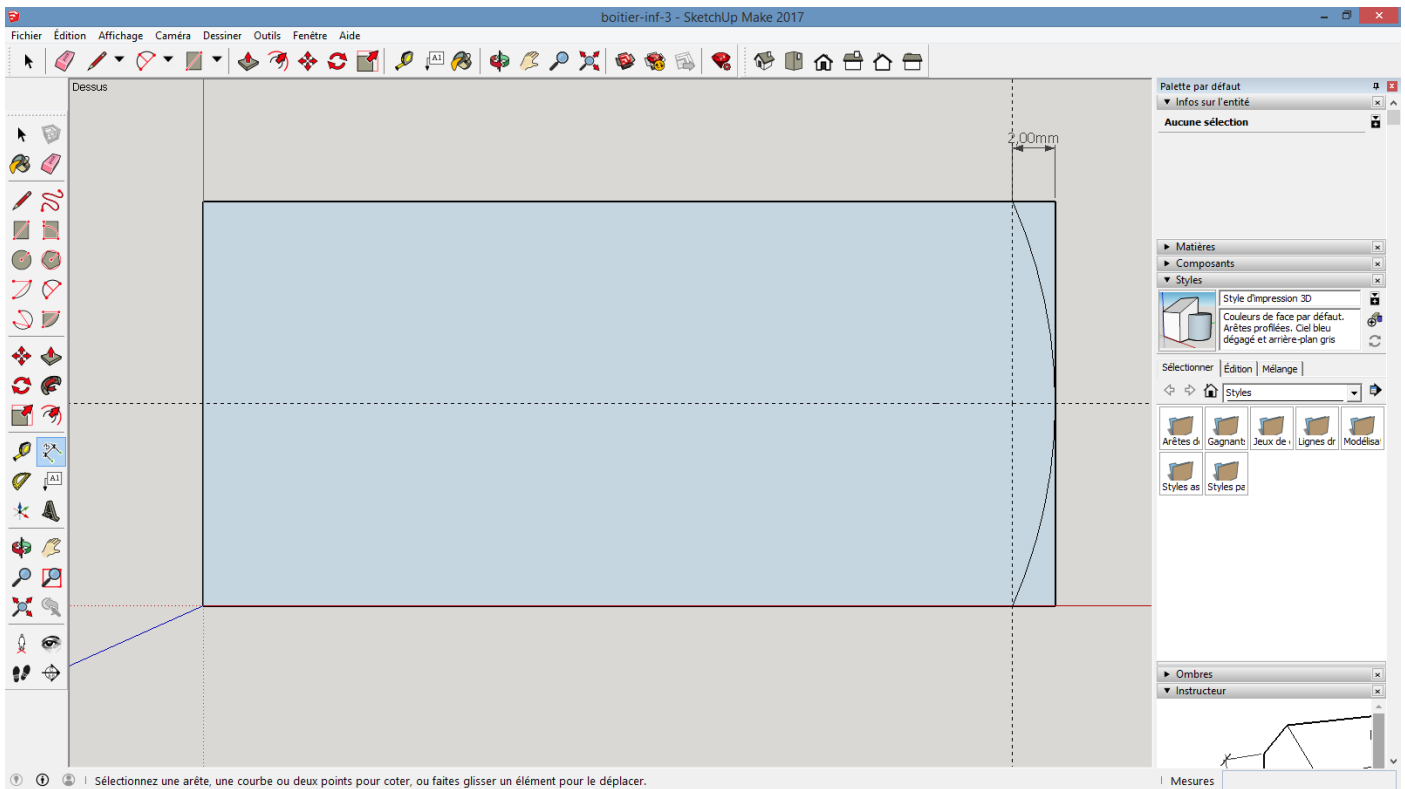 boitier-inf-3 - SketchUp Make 2017
Fichier Édition Affichage Caméra Dessiner Outils Fenêtre Aide
A1
Dessus
Palette par défaut
Infos sur l'entité
Aucune sélection
2,00mm
Matières
Composants
Styles
Style d'impression 3D
Couleurs de face par défaut.
Arêtes profilées. Ciel bleu
dégagé et arrière-plan gris
Sélectionner Édition Mélange
Styles
Arêtes d Gagnant Jeux de Lignes dr Modélisa
Styles as Styles pa
A1
Ombres
Instructeur
Sélectionnez une arête, une courbe ou deux points pour coter, ou faites glisser un élément pour le déplacer.
Mesures